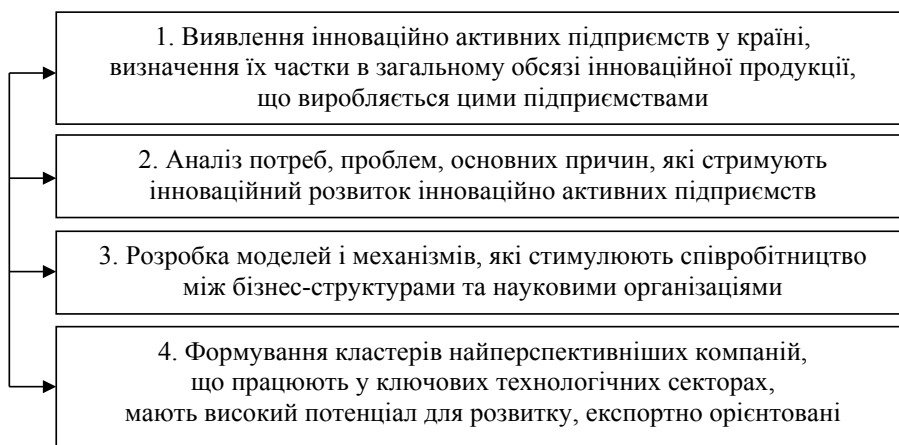 1. Виявлення інноваційно активних підприємств у країні,
визначення їх частки в загальному обсязі інноваційної продукції,
що виробляється цими підприємствами
2. Аналіз потреб, проблем, основних причин, які стримують
інноваційний розвиток інноваційно активних підприємств
3. Розробка моделей і механізмів, які стимулюють співробітництво
між бізнес-структурами та науковими організаціями
4. Формування кластерів найперспективніших компаній,
що працюють у ключових технологічних секторах,
мають високий потенціал для розвитку, експортно орієнтовані